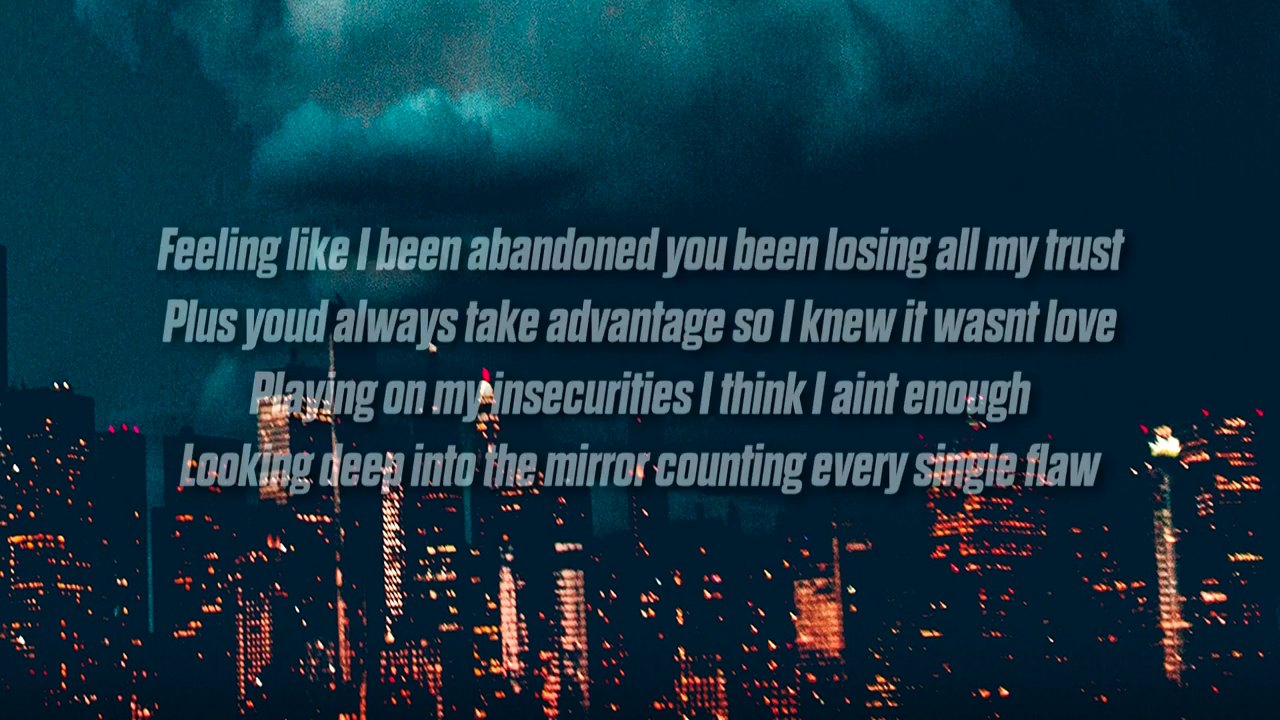 Feeling like I been abandoned you been losing all my trust
Plus youd always take advantage so I knew it wasnt love
Playing on my insecurities I think I aint enough
Looking deep into the mirror counting every single flaw